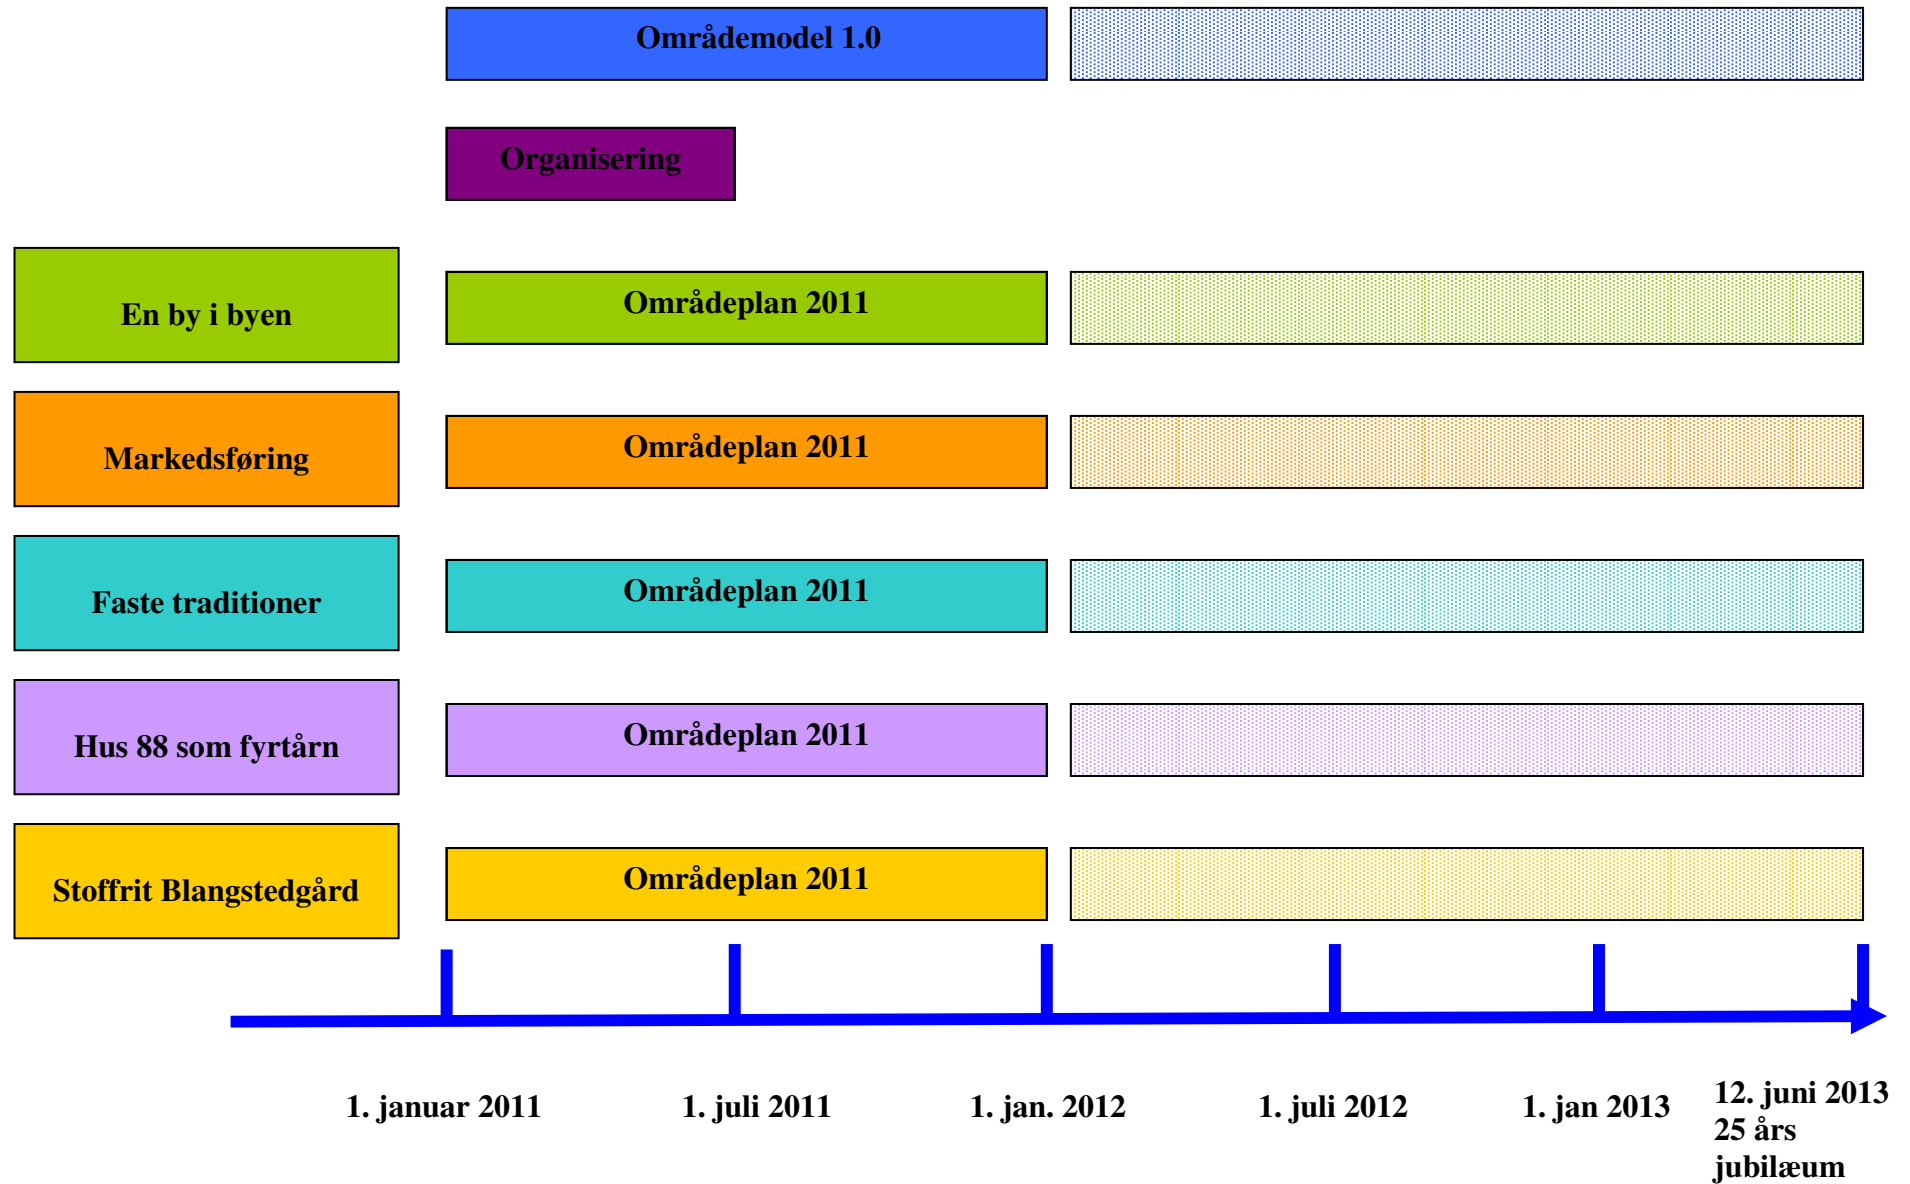 Områdemodel 1.0
Organisering
En by i byen
Områdeplan 2011
Markedsføring
Områdeplan 2011
Faste traditioner
Områdeplan 2011
Hus 88 som fyrtårn
Områdeplan 2011
Stoffrit Blangstedgård
Områdeplan 2011
1. januar 2011
1. juli 2011
1. jan. 2012
1. juli 2012
1. jan 2013
12. juni 2013
25 års
jubilæum